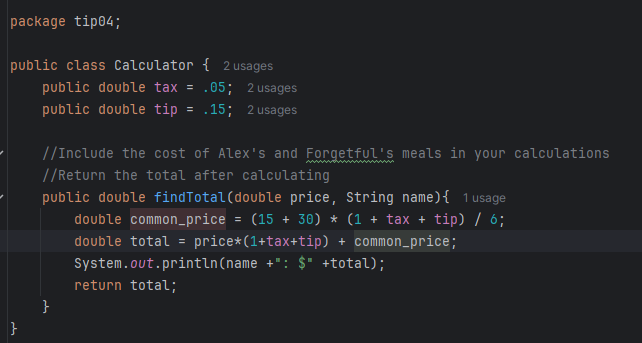 package tip04;
public class Calculator { 2 usages
public double tax = .05; 2 usages
public double tip = .15; 2 usages
//Include the cost of Alex's and Forgetful's meals in your calculations
//Return the total after calculating
public double findTotal(double price, String name){ 1 usage
double common_price = (15 + 30) * (1 + tax + tip) / 6;
double total = price*(1+tax+tip) + common_price;
System.out.println(name +": $" +total);
return total;
}
}